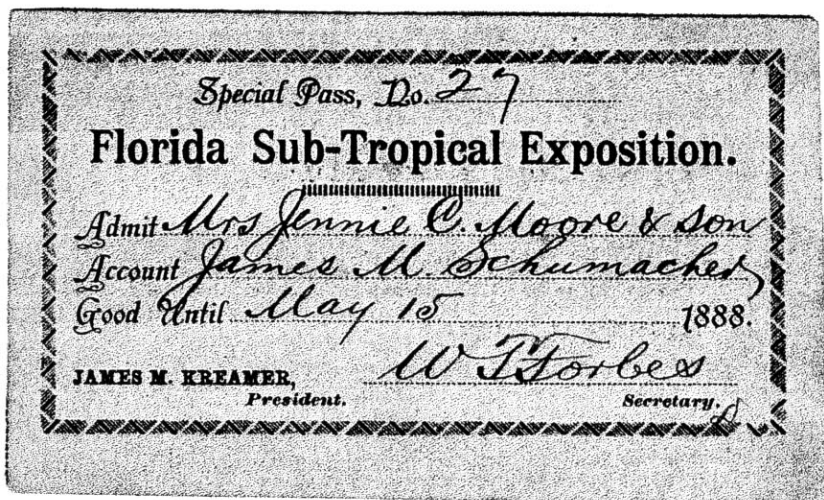 Special Pass, No. 27
Florida Sub-Tropical Exposition.
Admit Mrs Jennie C. Moore & son
Account James M. Schumacher
Good Until May 15 1888.
W T Forbes
JAMES M. KREAMER,
President. Secretary.